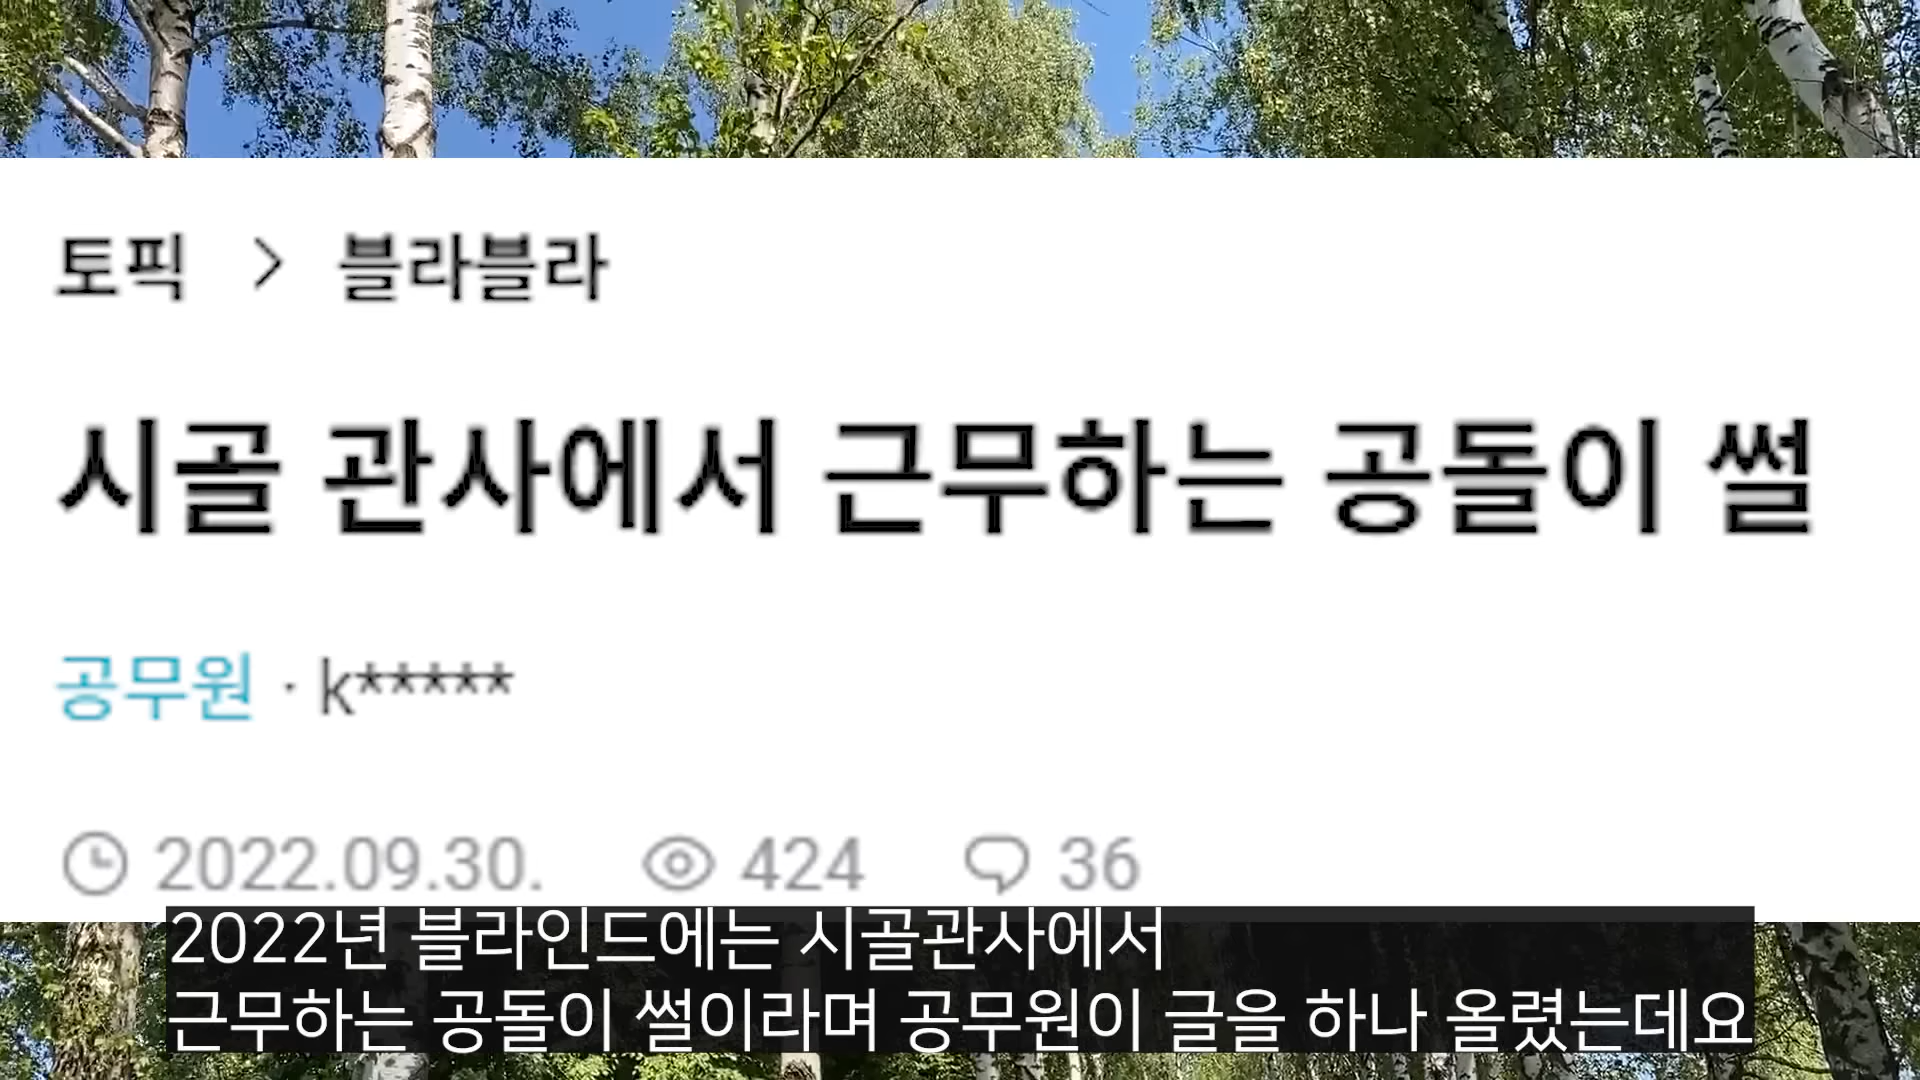 토픽 > 블라블라
시골 관사에서 근무하는 공돌이 썰
공무원 · k*****
2022.09.30. 424 36
2022년 블라인드에는 시골관사에서
근무하는 공돌이 썰이라며 공무원이 글을 하나 올렸는데요